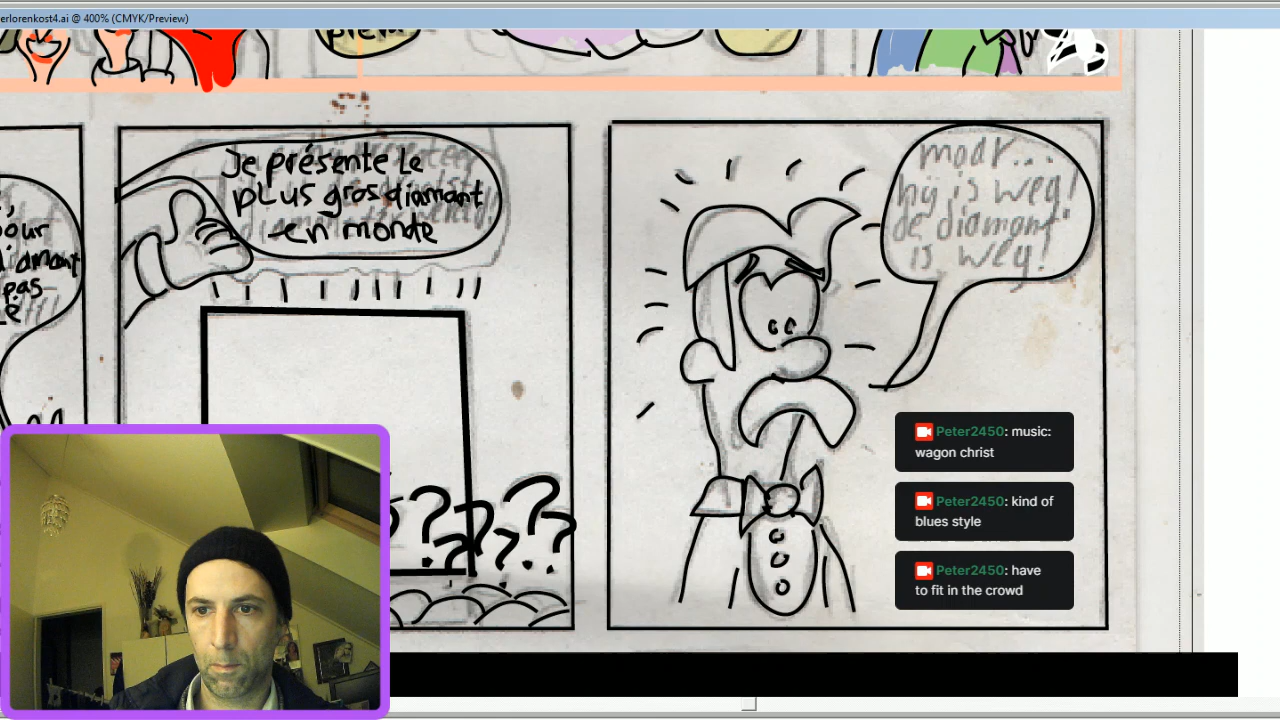 erlorenkost4.ai @ 400% (CMYK/Preview)
Je présente le
plus gros diamant
en monde
pour
diamant
pas
modr...
hij is weg!
de diamant
is weg!
? ? ? ? ?
Peter2450: music:
wagon christ
Peter2450: kind of
blues style
Peter2450: have
to fit in the crowd